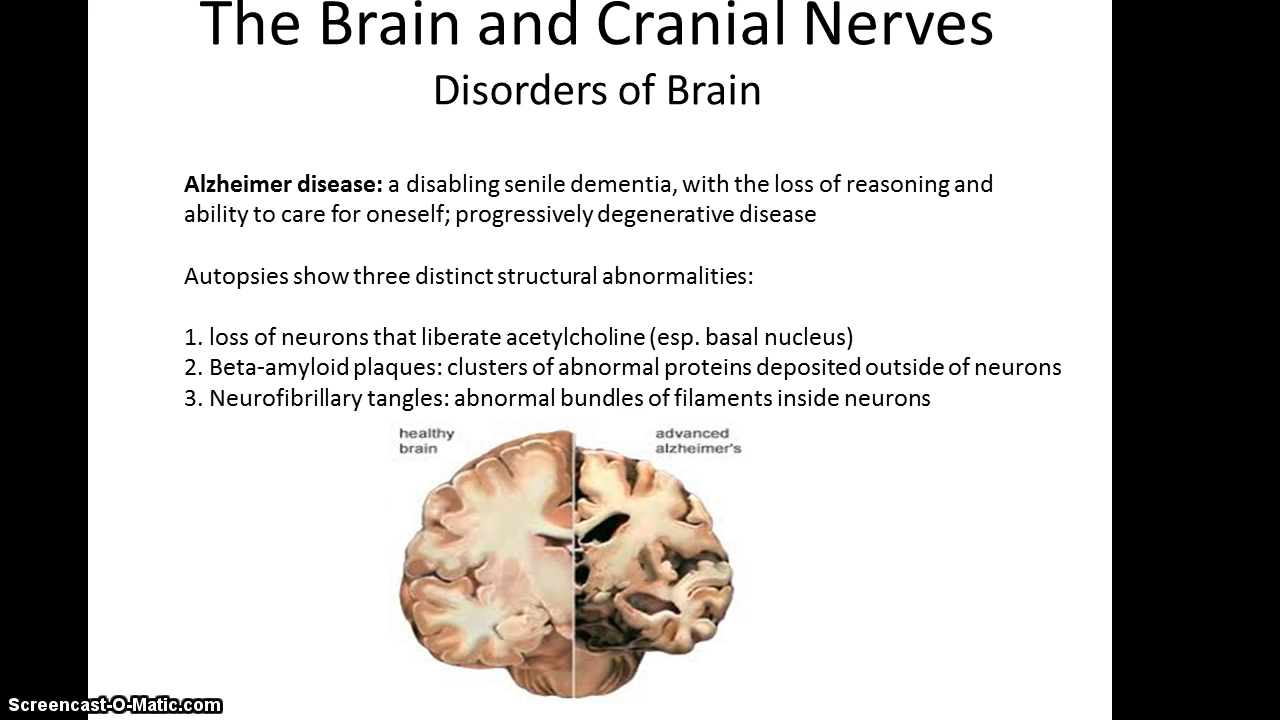 The Brain and Cranial Nerves
Disorders of Brain
Alzheimer disease: a disabling senile dementia, with the loss of reasoning and
ability to care for oneself; progressively degenerative disease
Autopsies show three distinct structural abnormalities:
1. loss of neurons that liberate acetylcholine (esp. basal nucleus)
2. Beta-amyloid plaques: clusters of abnormal proteins deposited outside of neurons
3. Neurofibrillary tangles: abnormal bundles of filaments inside neurons
healthy
brain
advanced
alzheimer's
Screencast-O-Matic.com